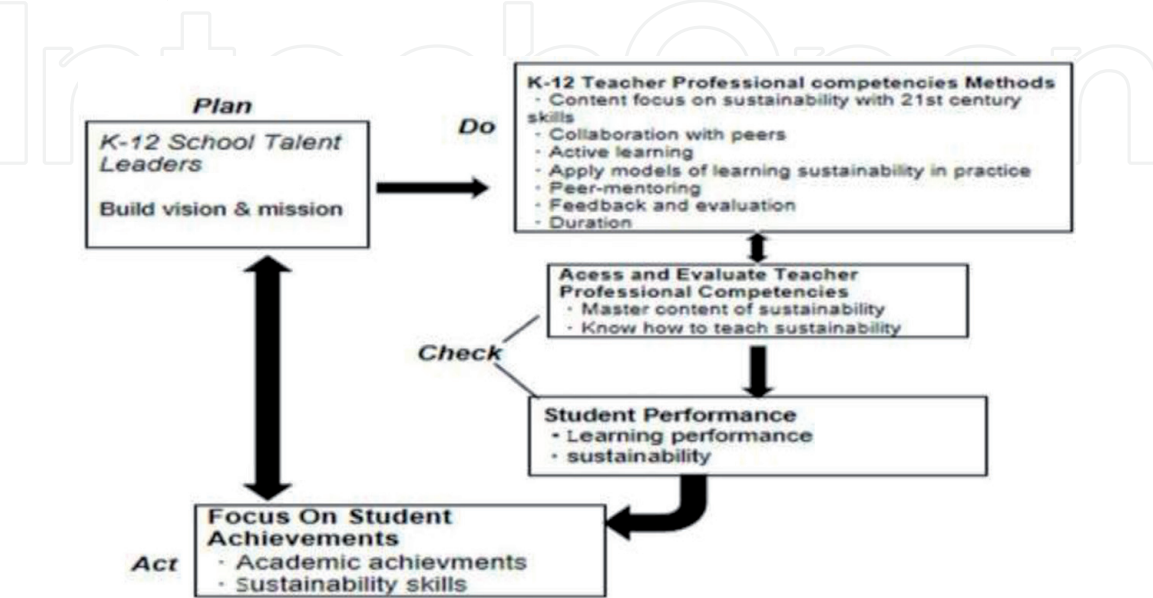 IntechOpen
Plan
K-12 School Talent
Leaders
Build vision & mission
Do
K-12 Teacher Professional competencies Methods
· Content focus on sustainability with 21st century
skills
· Collaboration with peers
· Active learning
· Apply models of learning sustainability in practice
· Peer-mentoring
· Feedback and evaluation
· Duration
Acess and Evaluate Teacher
Professional Competencies
· Master content of sustainability
· Know how to teach sustainability
Check
Student Performance
• Learning performance
· sustainability
Focus On Student
Achievements
· Academic achievments
· Sustainability skills
Act